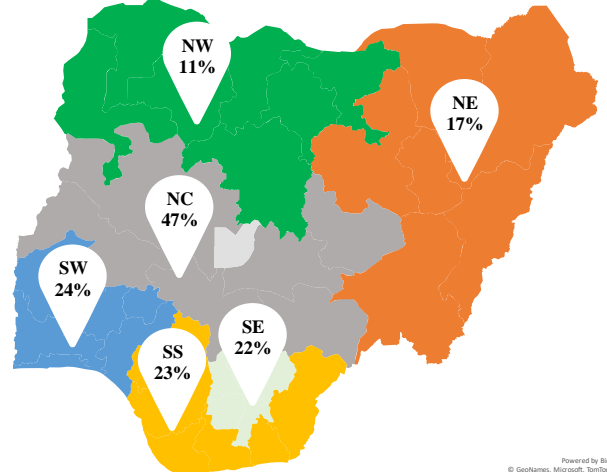 NW
11%
NE
17%
NC
47%
SW
24%
SE
22%
SS
23%
Powered by Bi
© GeoNames, Microsoft, TomTo